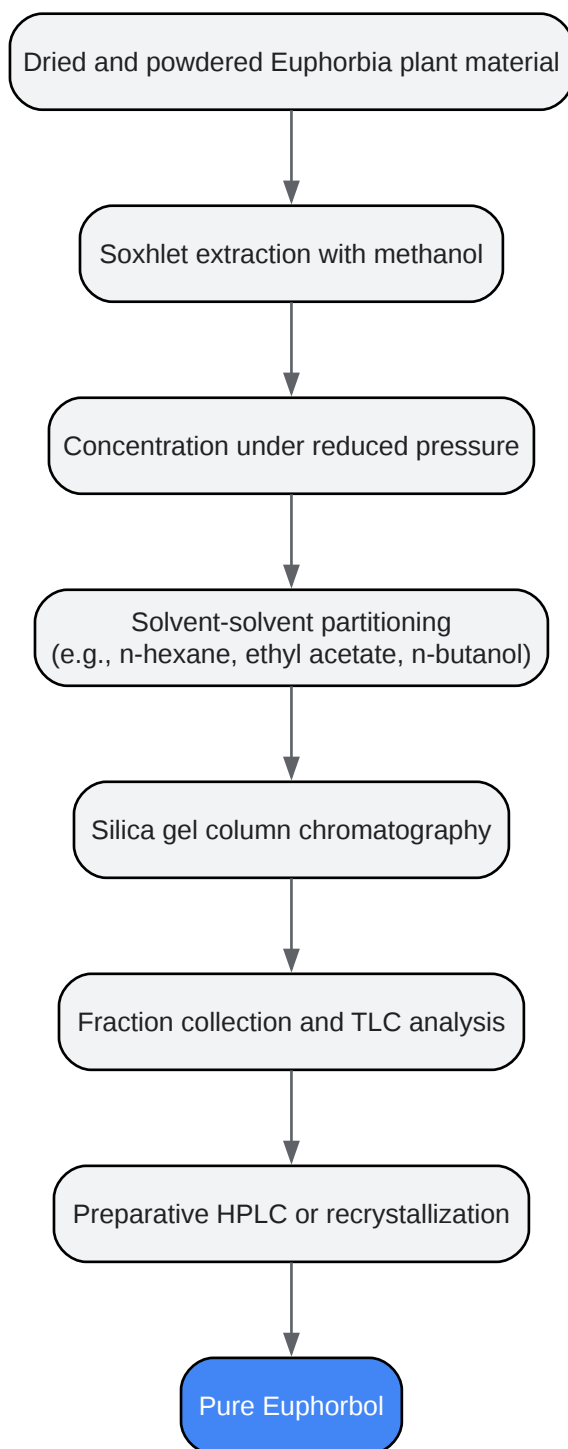 Dried and powdered Euphorbia plant material
Soxhlet extraction with methanol
Concentration under reduced pressure
Solvent-solvent partitioning
(e.g., n-hexane, ethyl acetate, n-butanol)
Silica gel column chromatography
Fraction collection and TLC analysis
Preparative HPLC or recrystallization
Pure Euphorbol